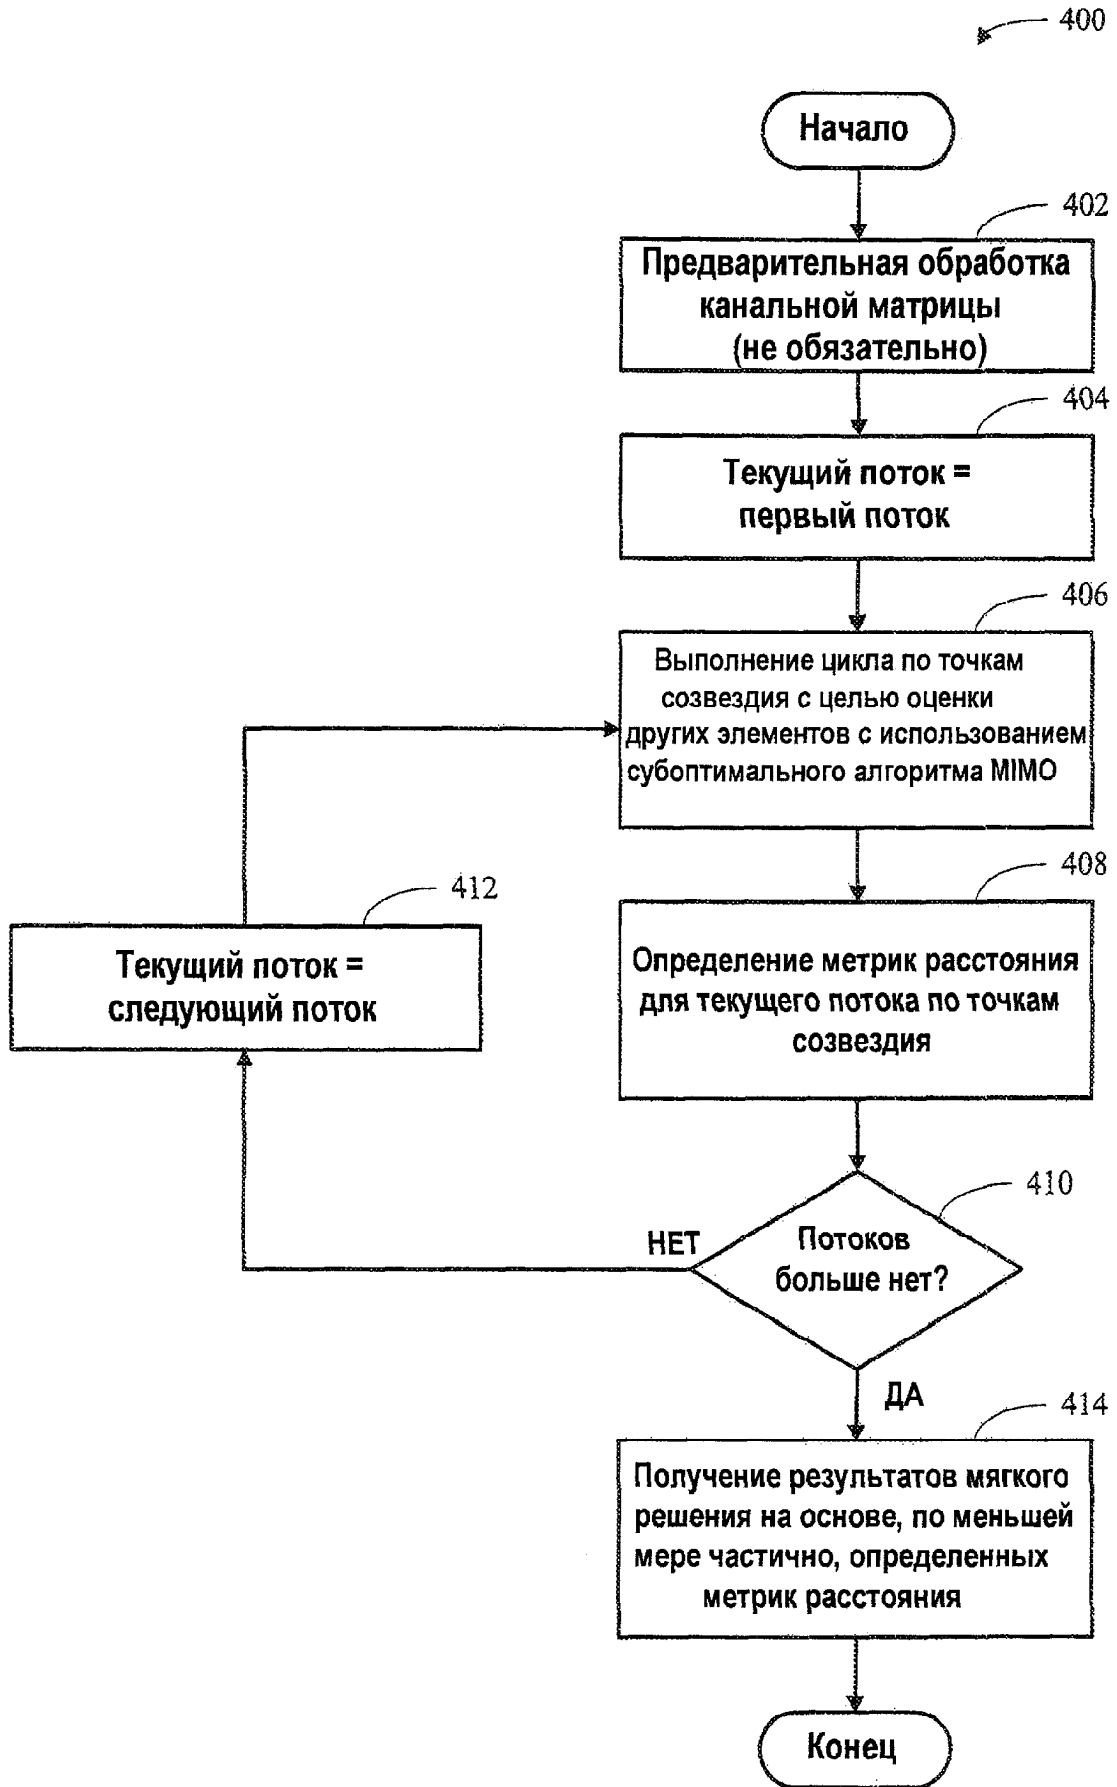 400
Начало
402
Предварительная обработка
канальной матрицы
(не обязательно)
404
Текущий поток =
первый поток
406
Выполнение цикла по точкам
созвездия с целью оценки
других элементов с использованием
субоптимального алгоритма MIMO
408
Определение метрик расстояния
для текущего потока по точкам
созвездия
412
Текущий поток =
следующий поток
410
Потоков
больше нет?
НЕТ
ДА
414
Получение результатов мягкого
решения на основе, по меньшей
мере частично, определенных
метрик расстояния
Конец